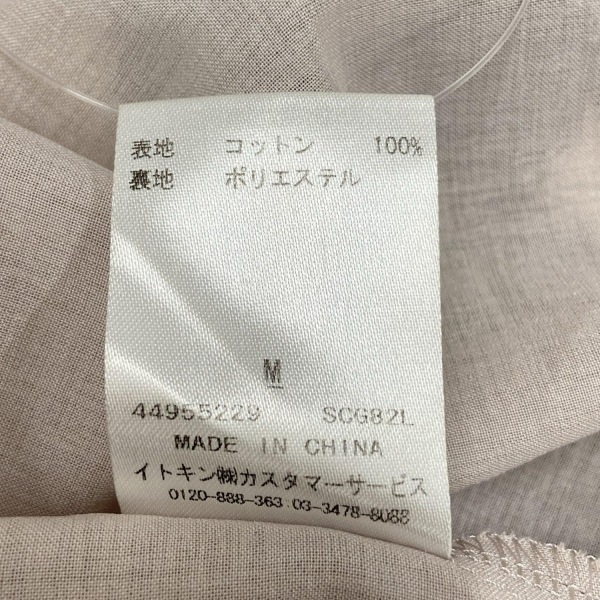 表地 コットン 100%
裏地 ポリエステル
M
44955229 SCG82L
MADE IN CHINA
イトキン㈱カスタマーサービス
0120-888-363 03-3478-8088